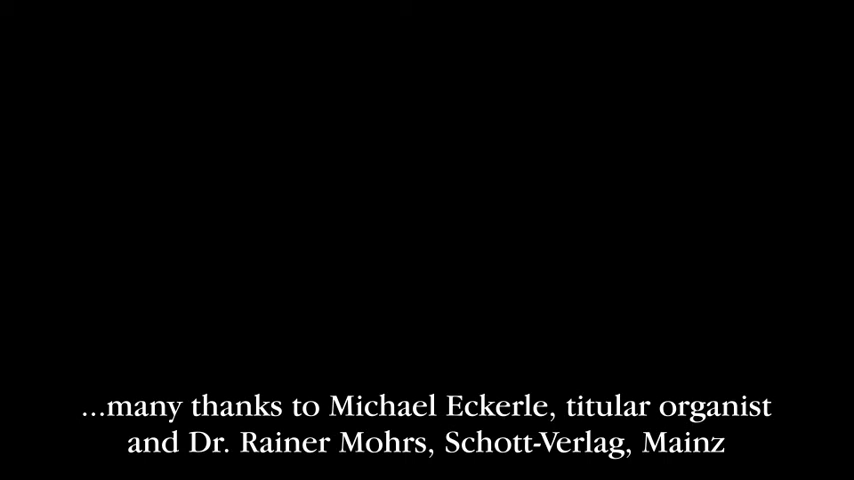 ...many thanks to Michael Eckerle, titular organist
and Dr. Rainer Mohrs, Schott-Verlag, Mainz